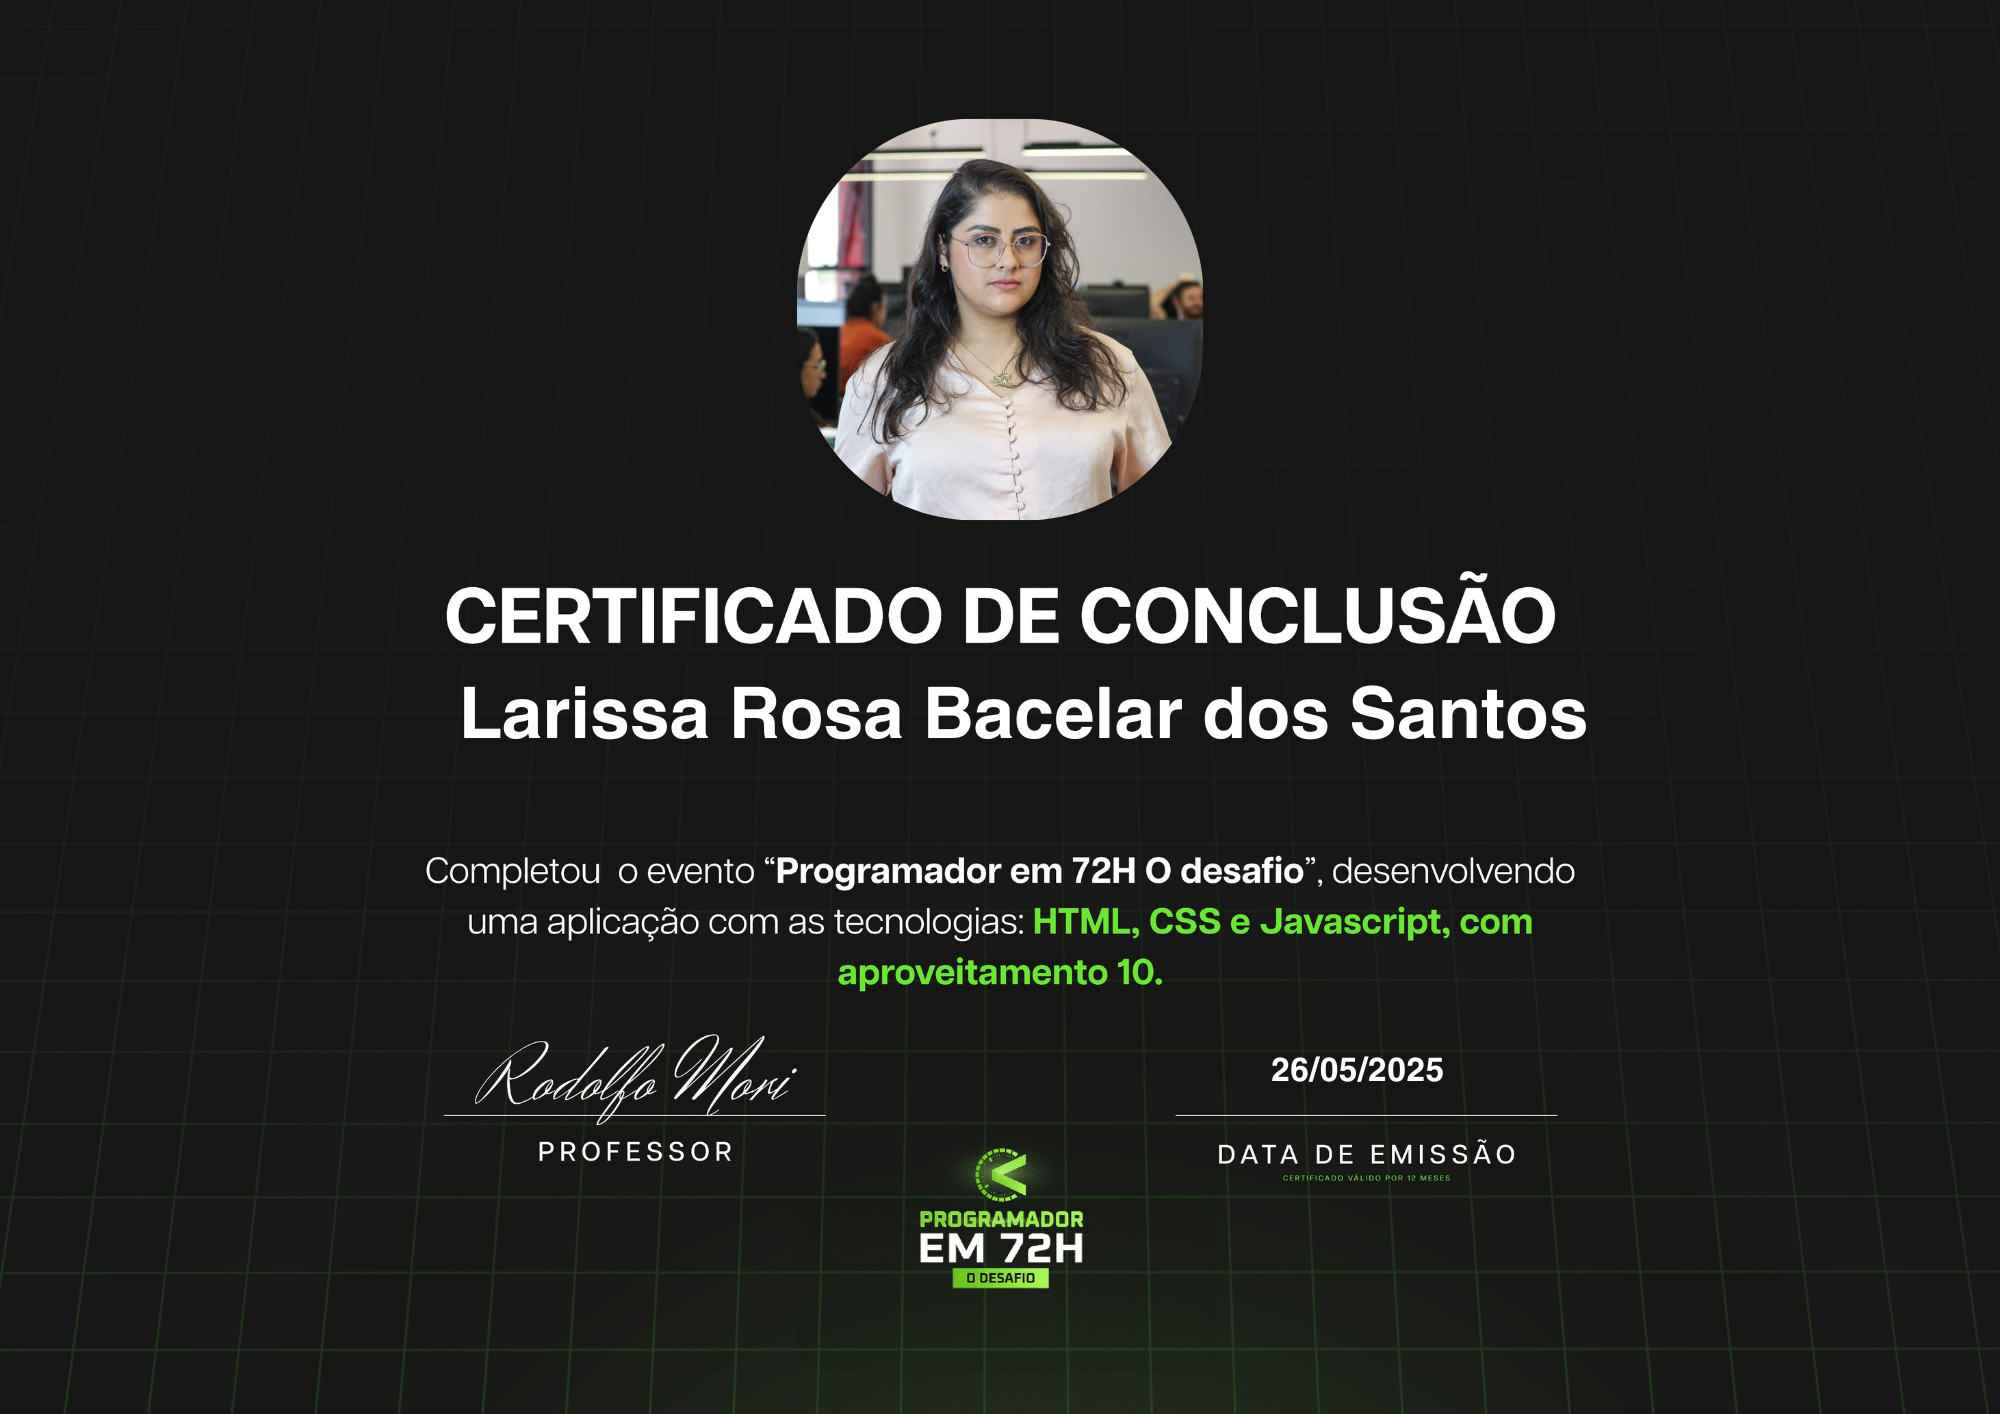 CERTIFICADO DE CONCLUSÃO
Larissa Rosa Bacelar dos Santos
Completou  o evento “Programador em 72H O desafio”, desenvolvendo
uma aplicação com as tecnologias: HTML, CSS e Javascript, com
aproveitamento 10.
Rodolfo Mori
PROFESSOR
26/05/2025
DATA DE EMISSÃO
CERTIFICADO VÁLIDO POR 12 MESES
PROGRAMADOR
EM 72H
O DESAFIO